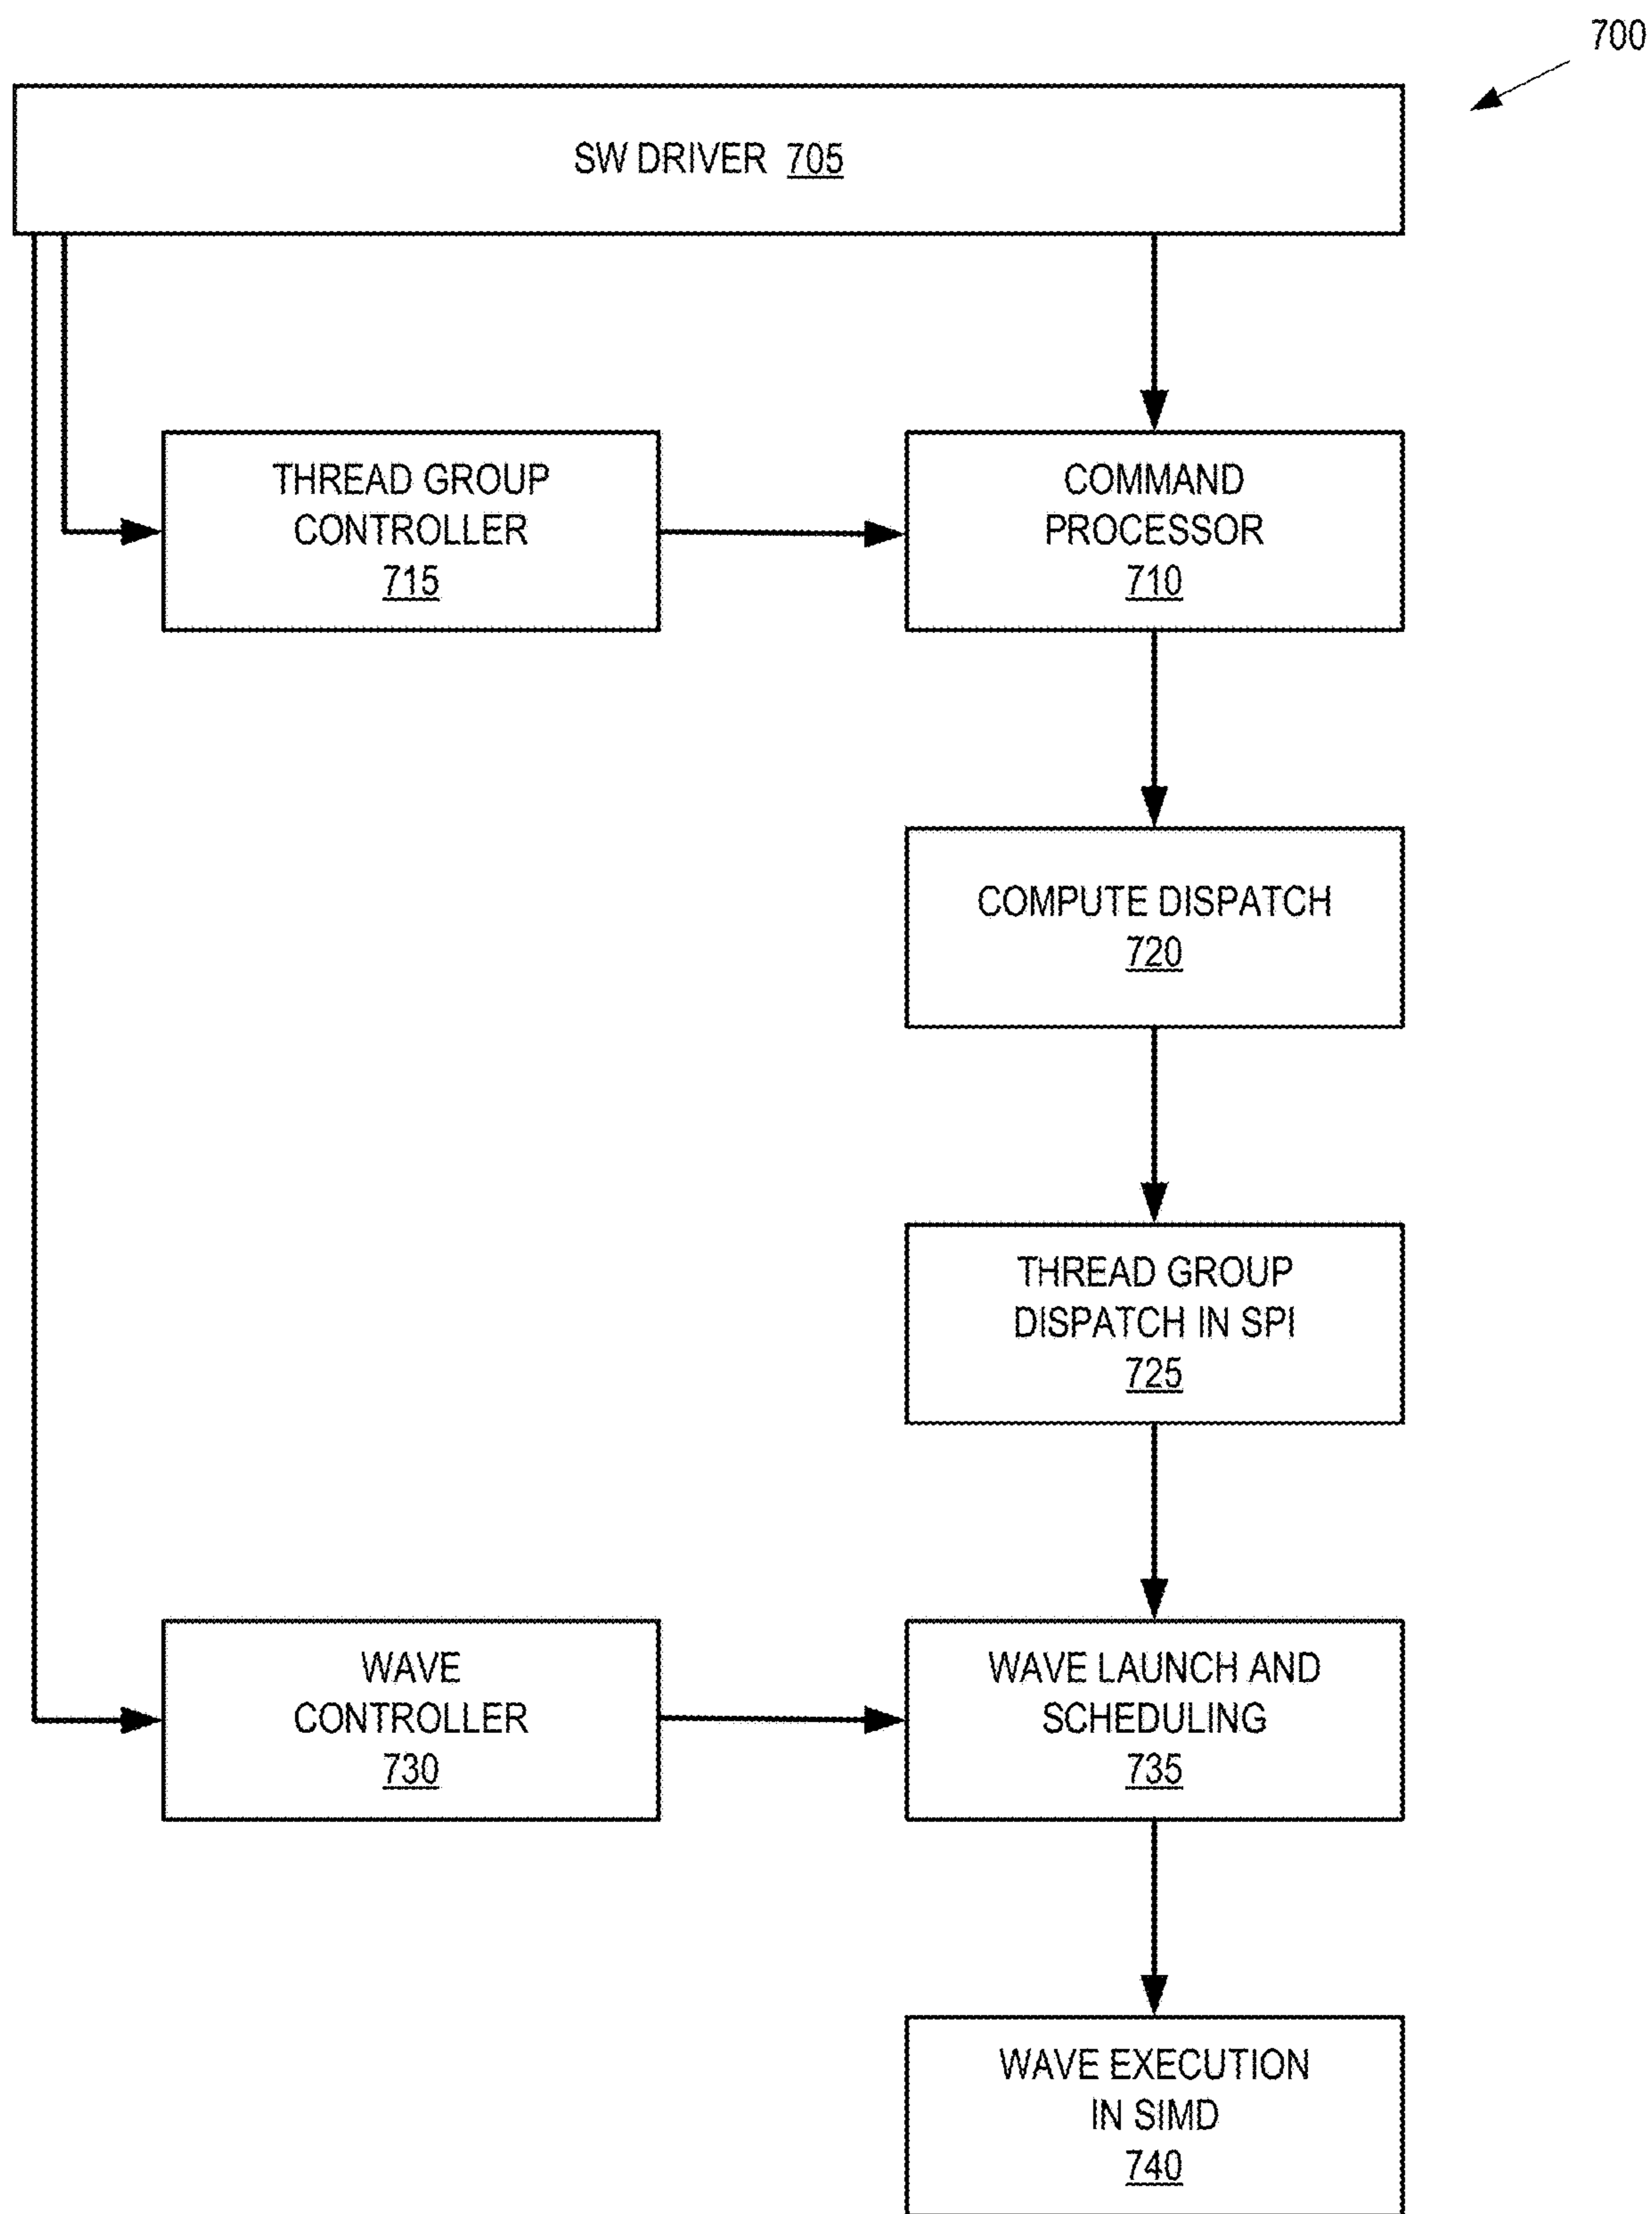 700
SW DRIVER 705
THREAD GROUP
CONTROLLER
715
COMMAND
PROCESSOR
710
COMPUTE DISPATCH
720
THREAD GROUP
DISPATCH IN SPI
725
WAVE
CONTROLLER
730
WAVE LAUNCH AND
SCHEDULING
735
WAVE EXECUTION
IN SIMD
740